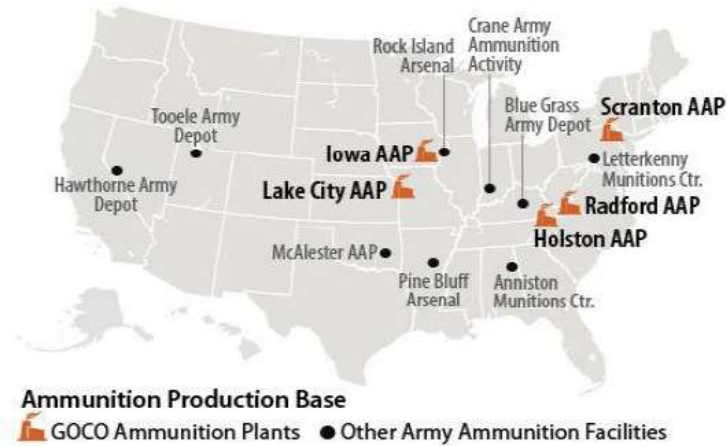 Crane Army
Ammunition
Activity
Rock Island
Arsenal
Blue Grass
Army Depot
Scranton AAP
Tooele Army
Depot
Iowa AAP
Letterkenny
Munitions Ctr.
Hawthorne Army
Depot
Lake City AAP
Radford AAP
Holston AAP
McAlester AAP
Pine Bluff
Arsenal
Anniston
Munitions Ctr.
Ammunition Production Base
GOCO Ammunition Plants
Other Army Ammunition Facilities